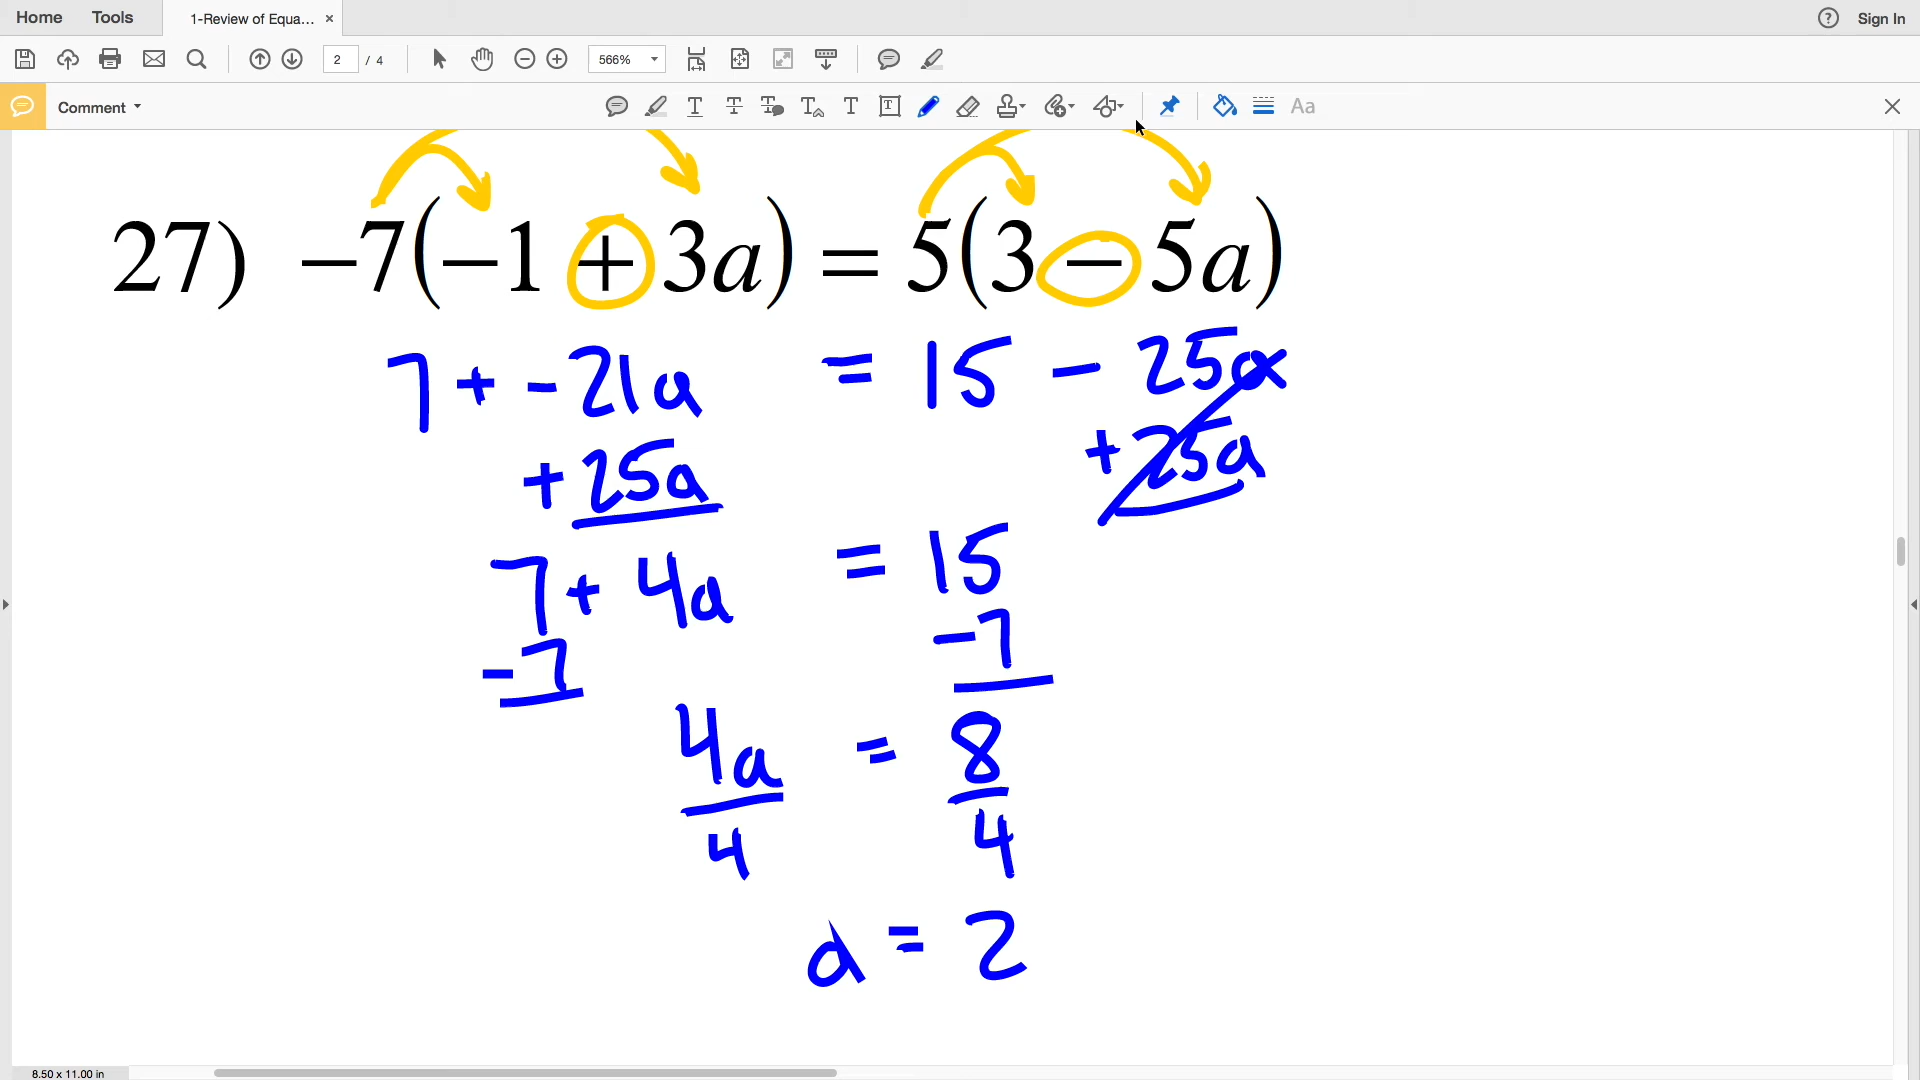 Home Tools 1-Review of Equa... × ? Sign In
2 / 4 566%
Comment T T T T T T Aa
27) −7(−1 + 3a) = 5(3 − 5a)
7 + -21a = 15 - 25a
+25a +25a
7 + 4a = 15
-7 -7
4a = 8
4 4
a = 2
8.50 x 11.00 in